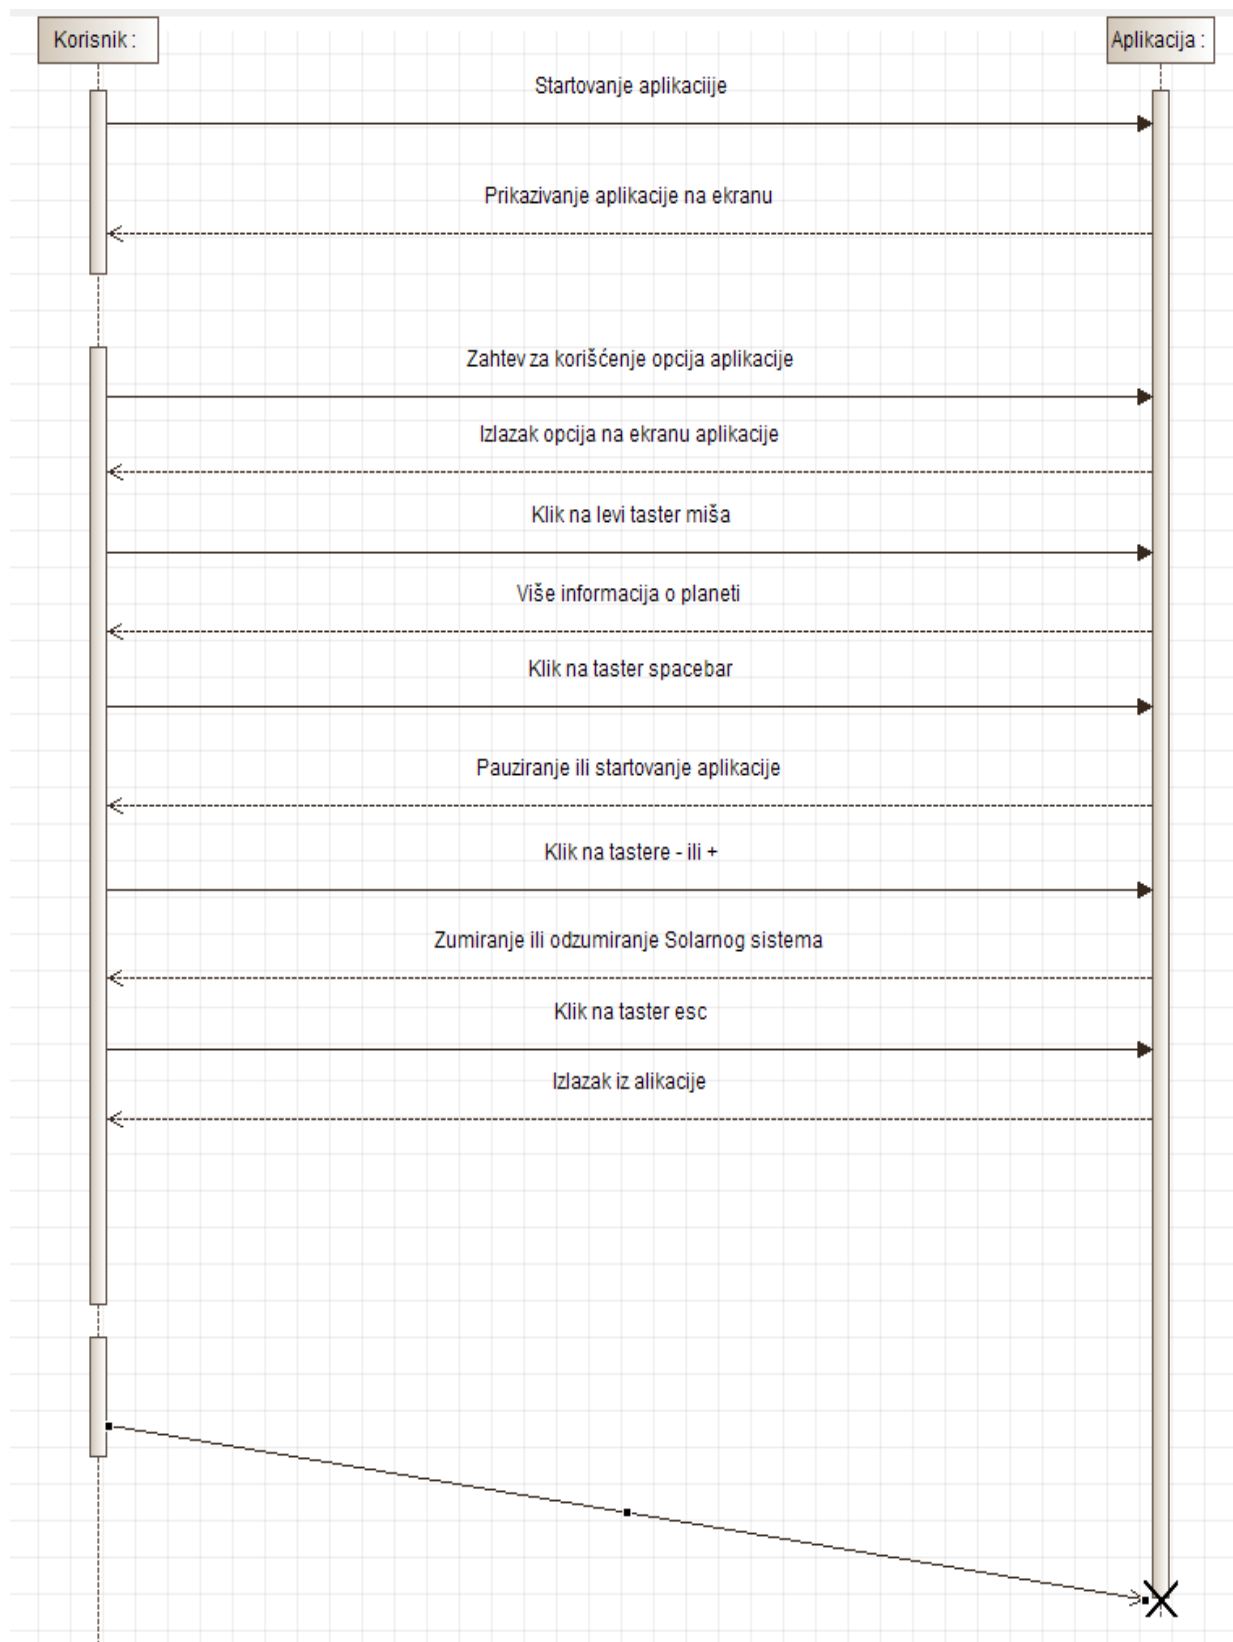 Korisnik :
Aplikacija :
Startovanje aplikaciije
Prikazivanje aplikacije na ekranu
Zahtev za korišćenje opcija aplikacije
Izlazak opcija na ekranu aplikacije
Klik na levi taster miša
Više informacija o planeti
Klik na taster spacebar
Pauziranje ili startovanje aplikacije
Klik na tastere - ili +
Zumiranje ili odzumiranje Solarnog sistema
Klik na taster esc
Izlazak iz alikacije